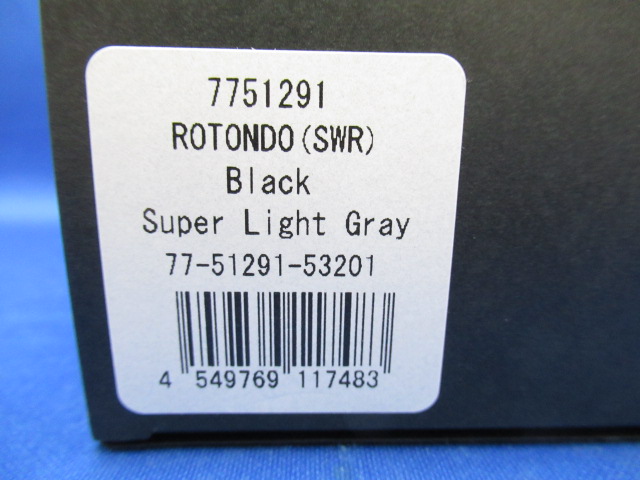 7751291
ROTONDO(SWR)
Black
Super Light Gray
77-51291-53201
4 549769 117483